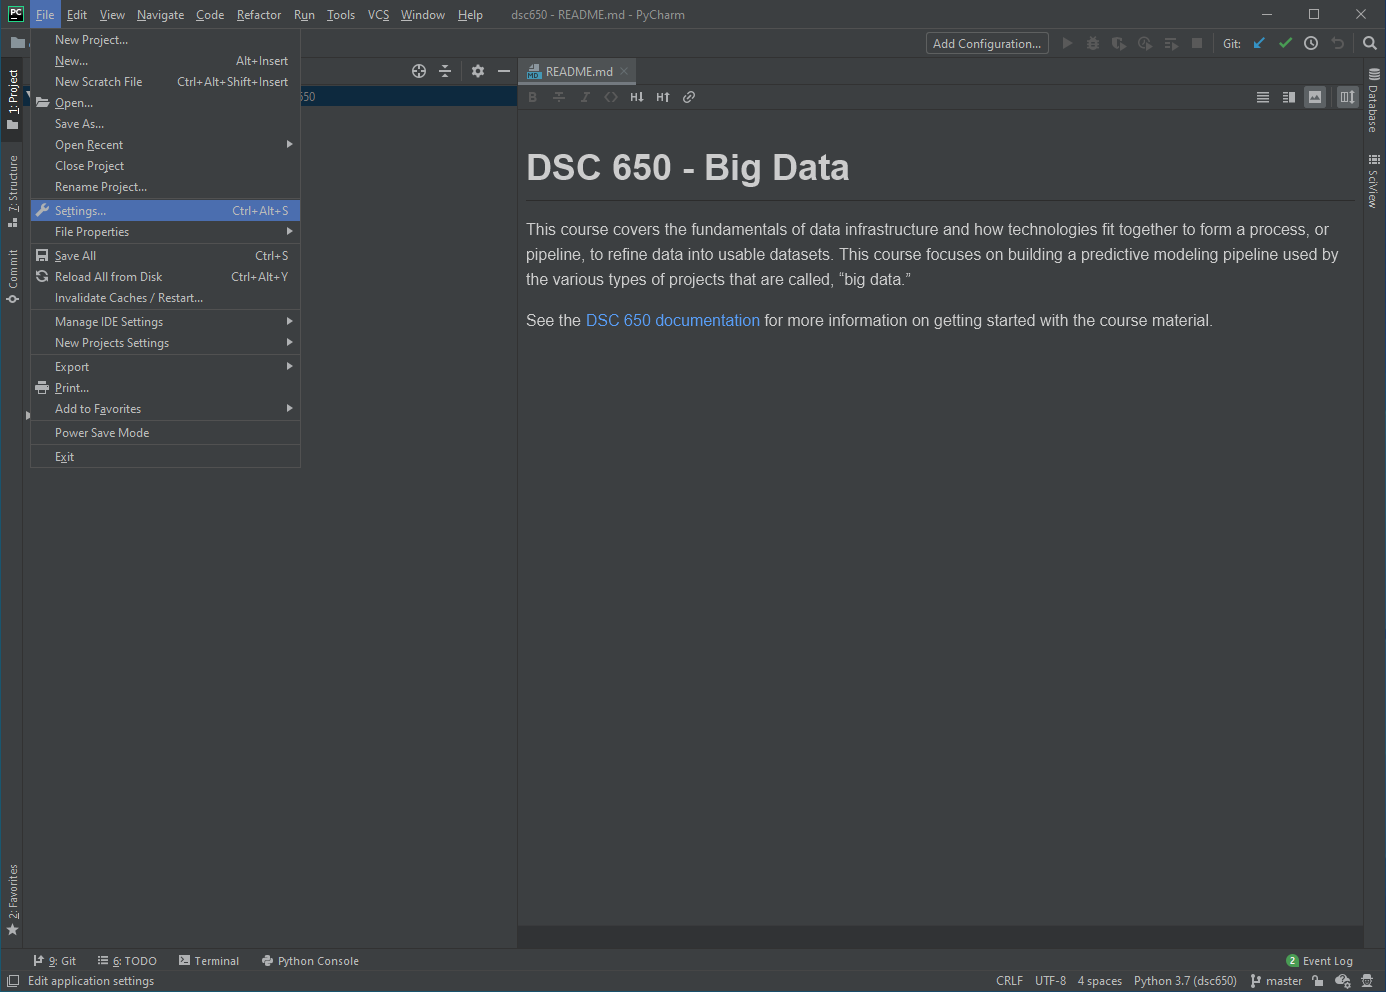 PC File Edit View Navigate Code Refactor Run Tools VCS Window Help dsc650 - README.md - PyCharm
Add Configuration... Git:
New Project...
New... Alt+Insert
New Scratch File Ctrl+Alt+Shift+Insert
Open...
Save As...
Open Recent
Close Project
Rename Project...
Settings... Ctrl+Alt+S
File Properties
Save All Ctrl+S
Reload All from Disk Ctrl+Alt+Y
Invalidate Caches / Restart...
Manage IDE Settings
New Projects Settings
Export
Print...
Add to Favorites
Power Save Mode
Exit
1: Project
7: Structure
Commit
2: Favorites
README.md
B I H↓ H↑
DSC 650 - Big Data
This course covers the fundamentals of data infrastructure and how technologies fit together to form a process, or
pipeline, to refine data into usable datasets. This course focuses on building a predictive modeling pipeline used by
the various types of projects that are called, “big data.”
See the DSC 650 documentation for more information on getting started with the course material.
Database
SciView
9: Git 6: TODO Terminal Python Console 2 Event Log
Edit application settings CRLF UTF-8 4 spaces Python 3.7 (dsc650) master